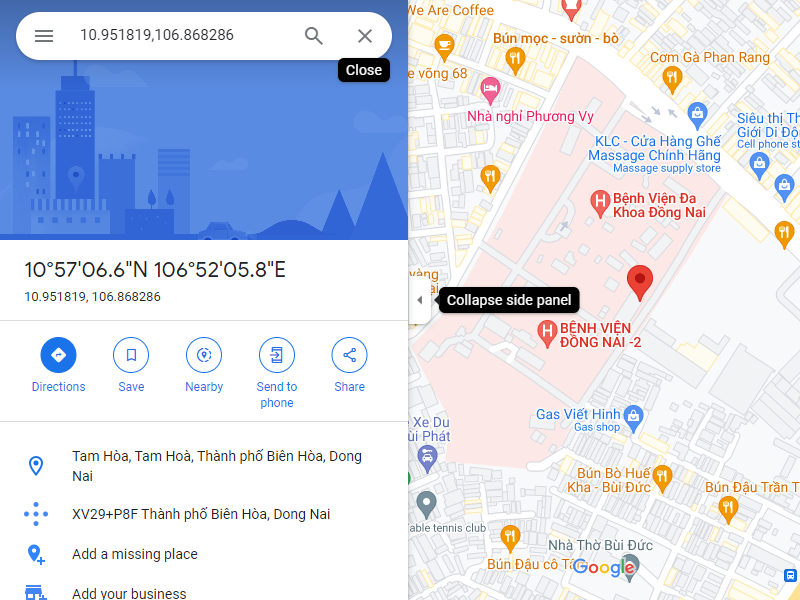 10.951819,106.868286
Close
10°57'06.6"N 106°52'05.8"E
10.951819, 106.868286
Directions
Save
Nearby
Send to
phone
Share
Tam Hòa, Tam Hoà, Thành phố Biên Hòa, Dong
Nai
XV29+P8F Thành phố Biên Hòa, Dong Nai
Add a missing place
Add your business
We Are Coffee
Bún mọc - sườn - bò
Cơm Gà Phan Rang
e võng 68
Nhà nghỉ Phương Vy
KLC - Cửa Hàng Ghế
Massage Chính Hãng
Massage supply store
Siêu thị Th
Giới Di Độ
Cell phone st
Bệnh Viện Đa
Khoa Đồng Nai
vàng
Collapse side panel
BỆNH VIỆN
ĐỒNG NAI -2
Gas Việt Hinh
Gas shop
Xe Du
ùi Phát
Bún Bò Huế
Kha - Bùi Đức
Bún Đậu Trần T
able tennis club
Nhà Thờ Bùi Đức
Bún Đậu cô Tá
Google